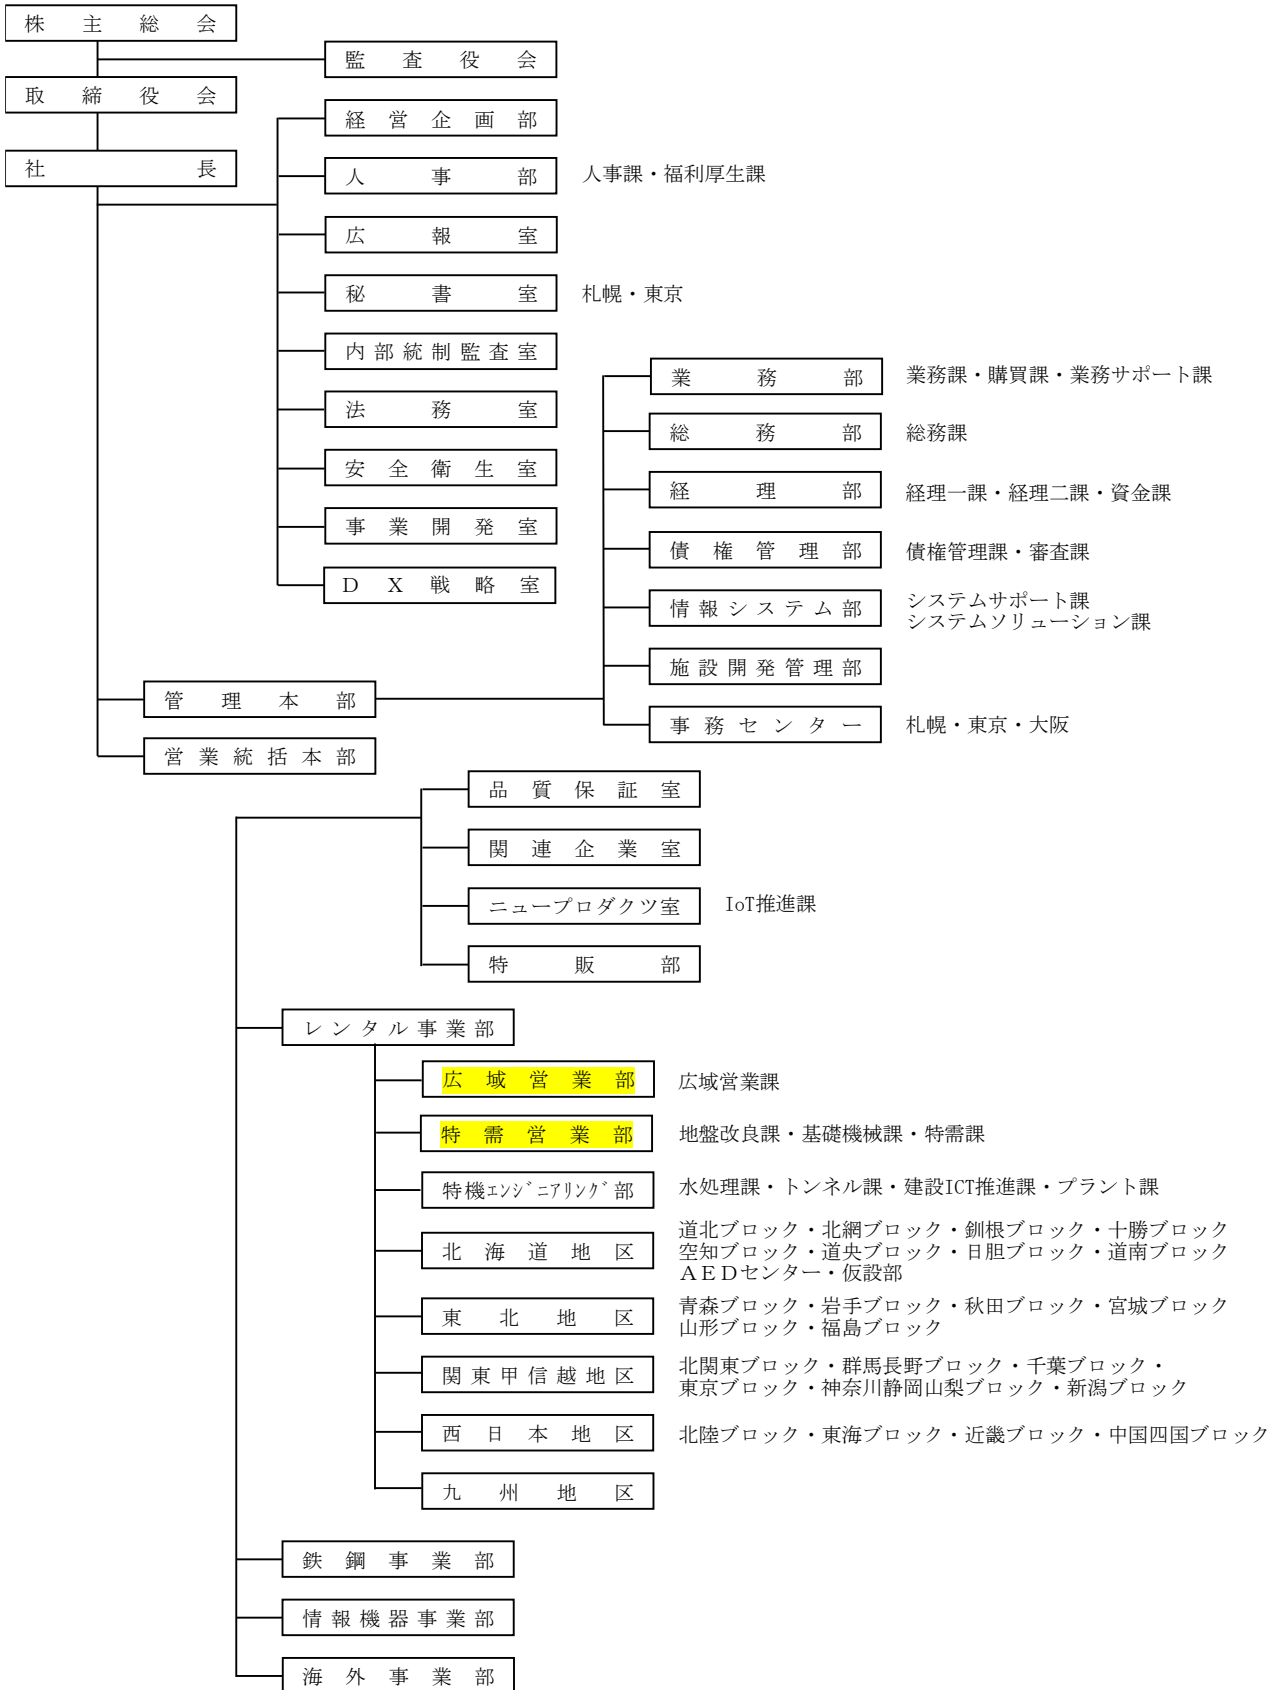 株主総会
監査役会
取締役会
経営企画部
社長
人事部 人事課・福利厚生課
広報室
秘書室 札幌・東京
内部統制監査室
法務室
安全衛生室
事業開発室
DX戦略室
業務部 業務課・購買課・業務サポート課
総務部 総務課
経理部 経理一課・経理二課・資金課
債権管理部 債権管理課・審査課
情報システム部 システムサポート課
システムソリューション課
施設開発管理部
管理本部
事務センター 札幌・東京・大阪
営業統括本部
品質保証室
関連企業室
ニュープロダクツ室 IoT推進課
特販部
レンタル事業部
広域営業部 広域営業課
特需営業部 地盤改良課・基礎機械課・特需課
特機ｴﾝｼﾞﾆｱﾘﾝｸﾞ部 水処理課・トンネル課・建設ICT推進課・プラント課
北海道地区 道北ブロック・北網ブロック・釧根ブロック・十勝ブロック
空知ブロック・道央ブロック・日胆ブロック・道南ブロック
ＡＥＤセンター・仮設部
東北地区 青森ブロック・岩手ブロック・秋田ブロック・宮城ブロック
山形ブロック・福島ブロック
関東甲信越地区 北関東ブロック・群馬長野ブロック・千葉ブロック・
東京ブロック・神奈川静岡山梨ブロック・新潟ブロック
西日本地区 北陸ブロック・東海ブロック・近畿ブロック・中国四国ブロック
九州地区
鉄鋼事業部
情報機器事業部
海外事業部